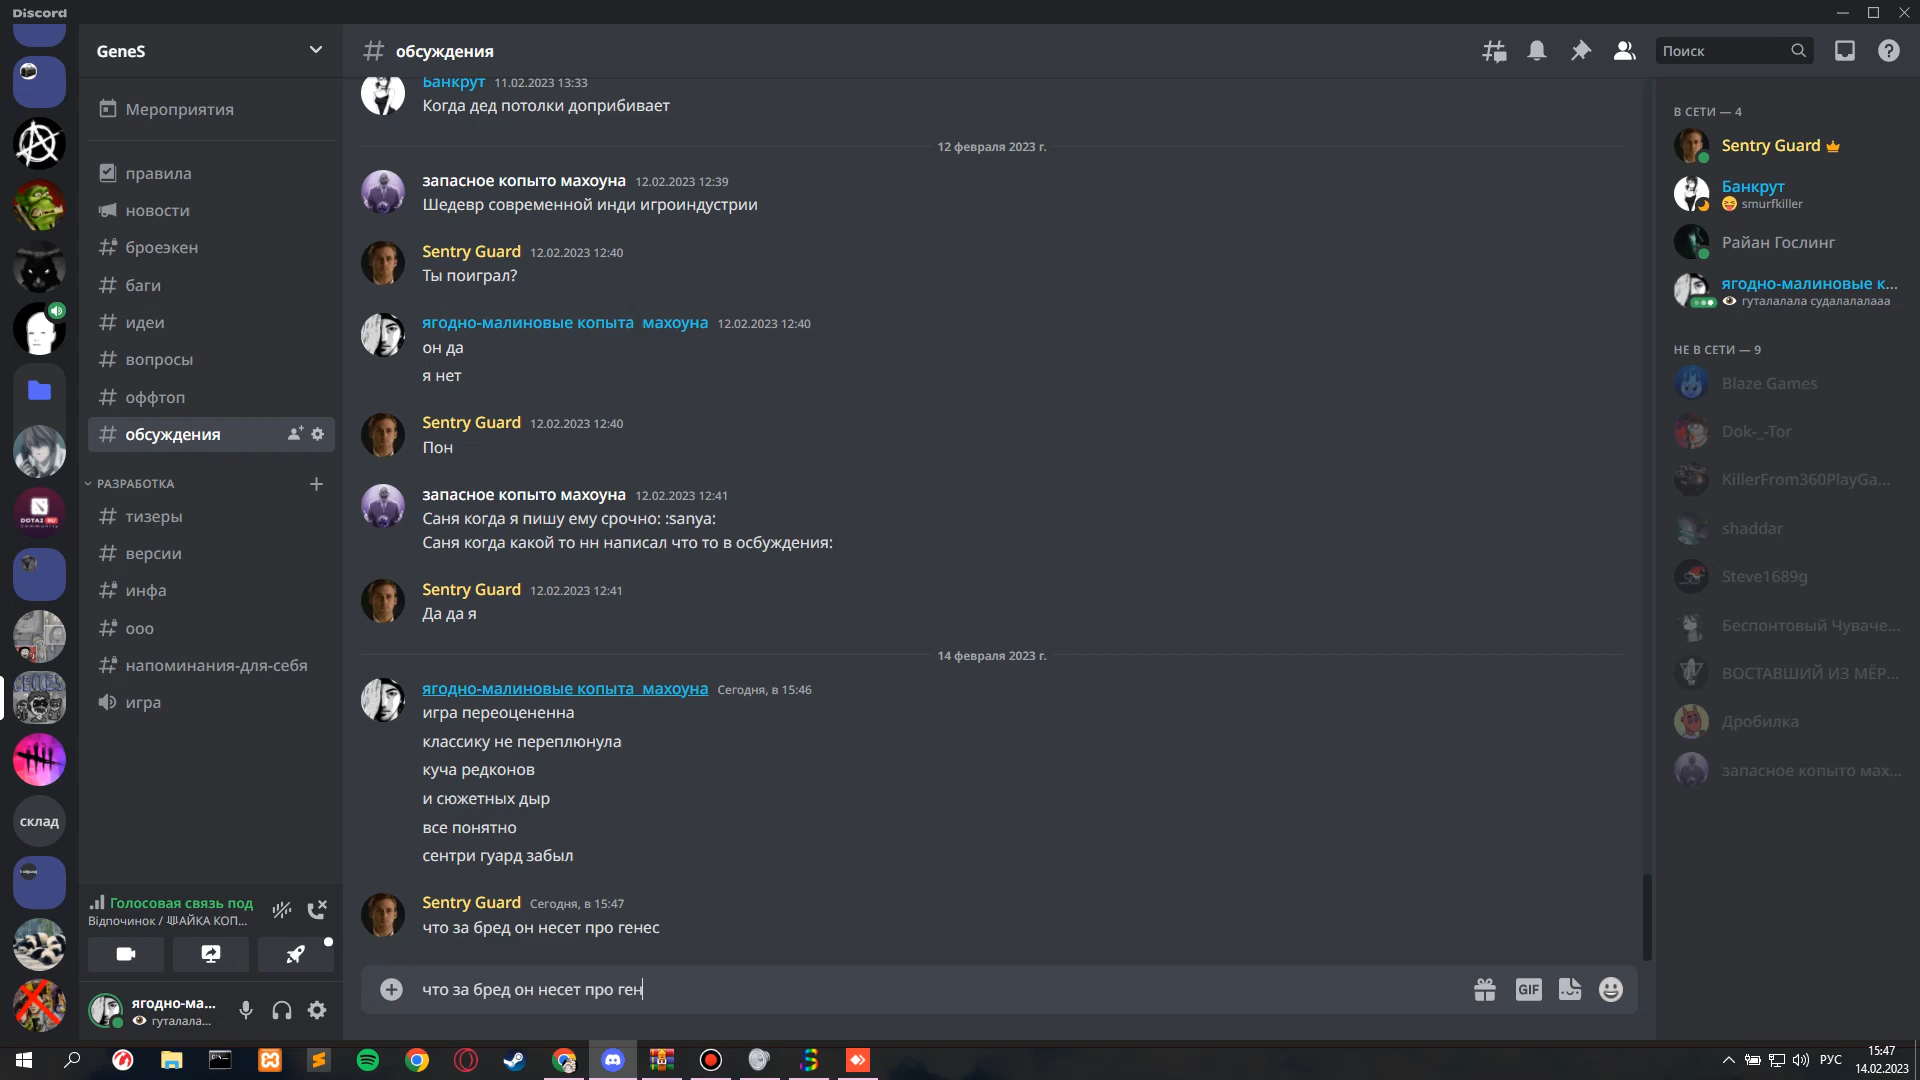 Discord
GeneS
обсуждения
Поиск
Мероприятия
правила
новости
броеэкен
баги
идеи
вопросы
оффтоп
обсуждения
РАЗРАБОТКА
тизеры
версии
инфа
ооо
напоминания-для-себя
игра
DOTA2 RU
склад
Голосовая связь под
Відпочинок /
ягодно-ма...
гуталала...
Банкрут 11.02.2023 13:33
Когда дед потолки доприбивает
12 февраля 2023 г.
запасное копыто махоуна 12.02.2023 12:39
Шедевр современной инди игроиндустрии
Sentry Guard 12.02.2023 12:40
Ты поиграл?
ягодно-малиновые копыта махоуна 12.02.2023 12:40
он да
я нет
Sentry Guard 12.02.2023 12:40
Пон
запасное копыто махоуна 12.02.2023 12:41
Саня когда я пишу ему срочно: :sanya:
Саня когда какой то нн написал что то в осбуждения:
Sentry Guard 12.02.2023 12:41
Да да я
14 февраля 2023 г.
ягодно-малиновые копыта махоуна Сегодня, в 15:46
игра переоцененна
классику не переплюнула
куча редконов
и сюжетных дыр
все понятно
сентри гуард забыл
Sentry Guard Сегодня, в 15:47
что за бред он несет про генес
что за бред он несет про ген
GIF
В СЕТИ — 4
Sentry Guard
Банкрут
smurfkiller
Райан Гослинг
ягодно-малиновые к...
гуталалала судалалалааа
НЕ В СЕТИ — 9
Blaze Games
Dok-_-Tor
KillerFrom360PlayGa...
shaddar
Steve1689g
Беспонтовый Чуваче...
ВОСТАВШИЙ ИЗ МЁР...
Дробилка
запасное копыто мах...
РУС
15:47
14.02.2023